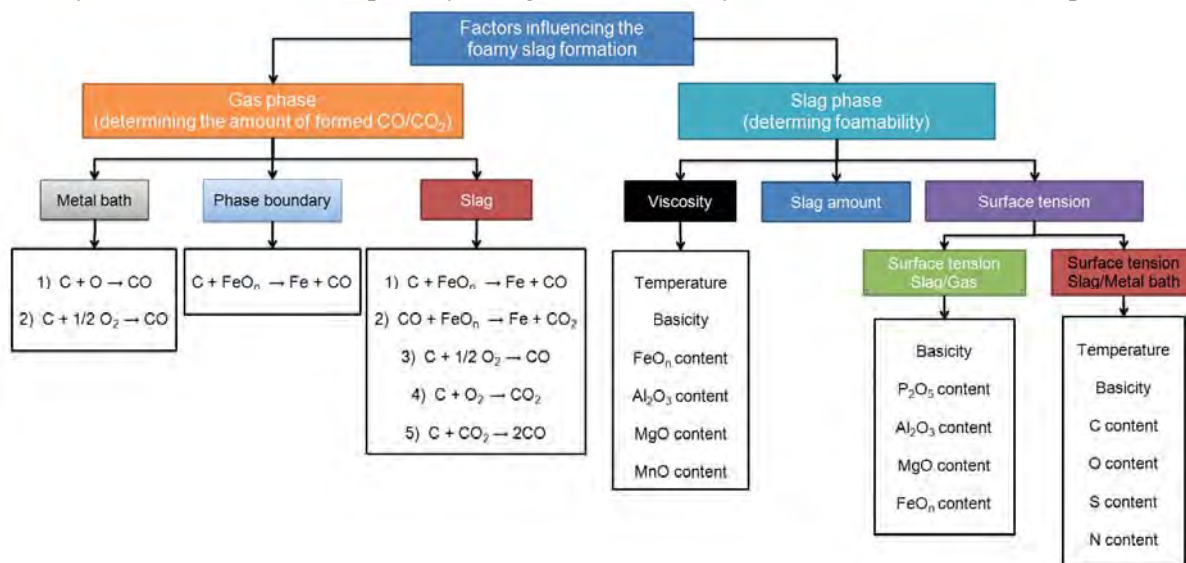 Factors influencing the
foamy slag formation
Gas phase
(determining the amount of formed CO/CO₂)
Slag phase
(determing foamability)
Metal bath
Phase boundary
Slag
Viscosity
Slag amount
Surface tension
1) C + O → CO
2) C + 1/2 O₂ → CO
C + FeOₙ → Fe + CO
1) C + FeOₙ → Fe + CO
2) CO + FeOₙ → Fe + CO₂
3) C + 1/2 O₂ → CO
4) C + O₂ → CO₂
5) C + CO₂ → 2CO
Temperature
Basicity
FeOₙ content
Al₂O₃ content
MgO content
MnO content
Surface tension
Slag/Gas
Surface tension
Slag/Metal bath
Basicity
P₂O₅ content
Al₂O₃ content
MgO content
FeOₙ content
Temperature
Basicity
C content
O content
S content
N content